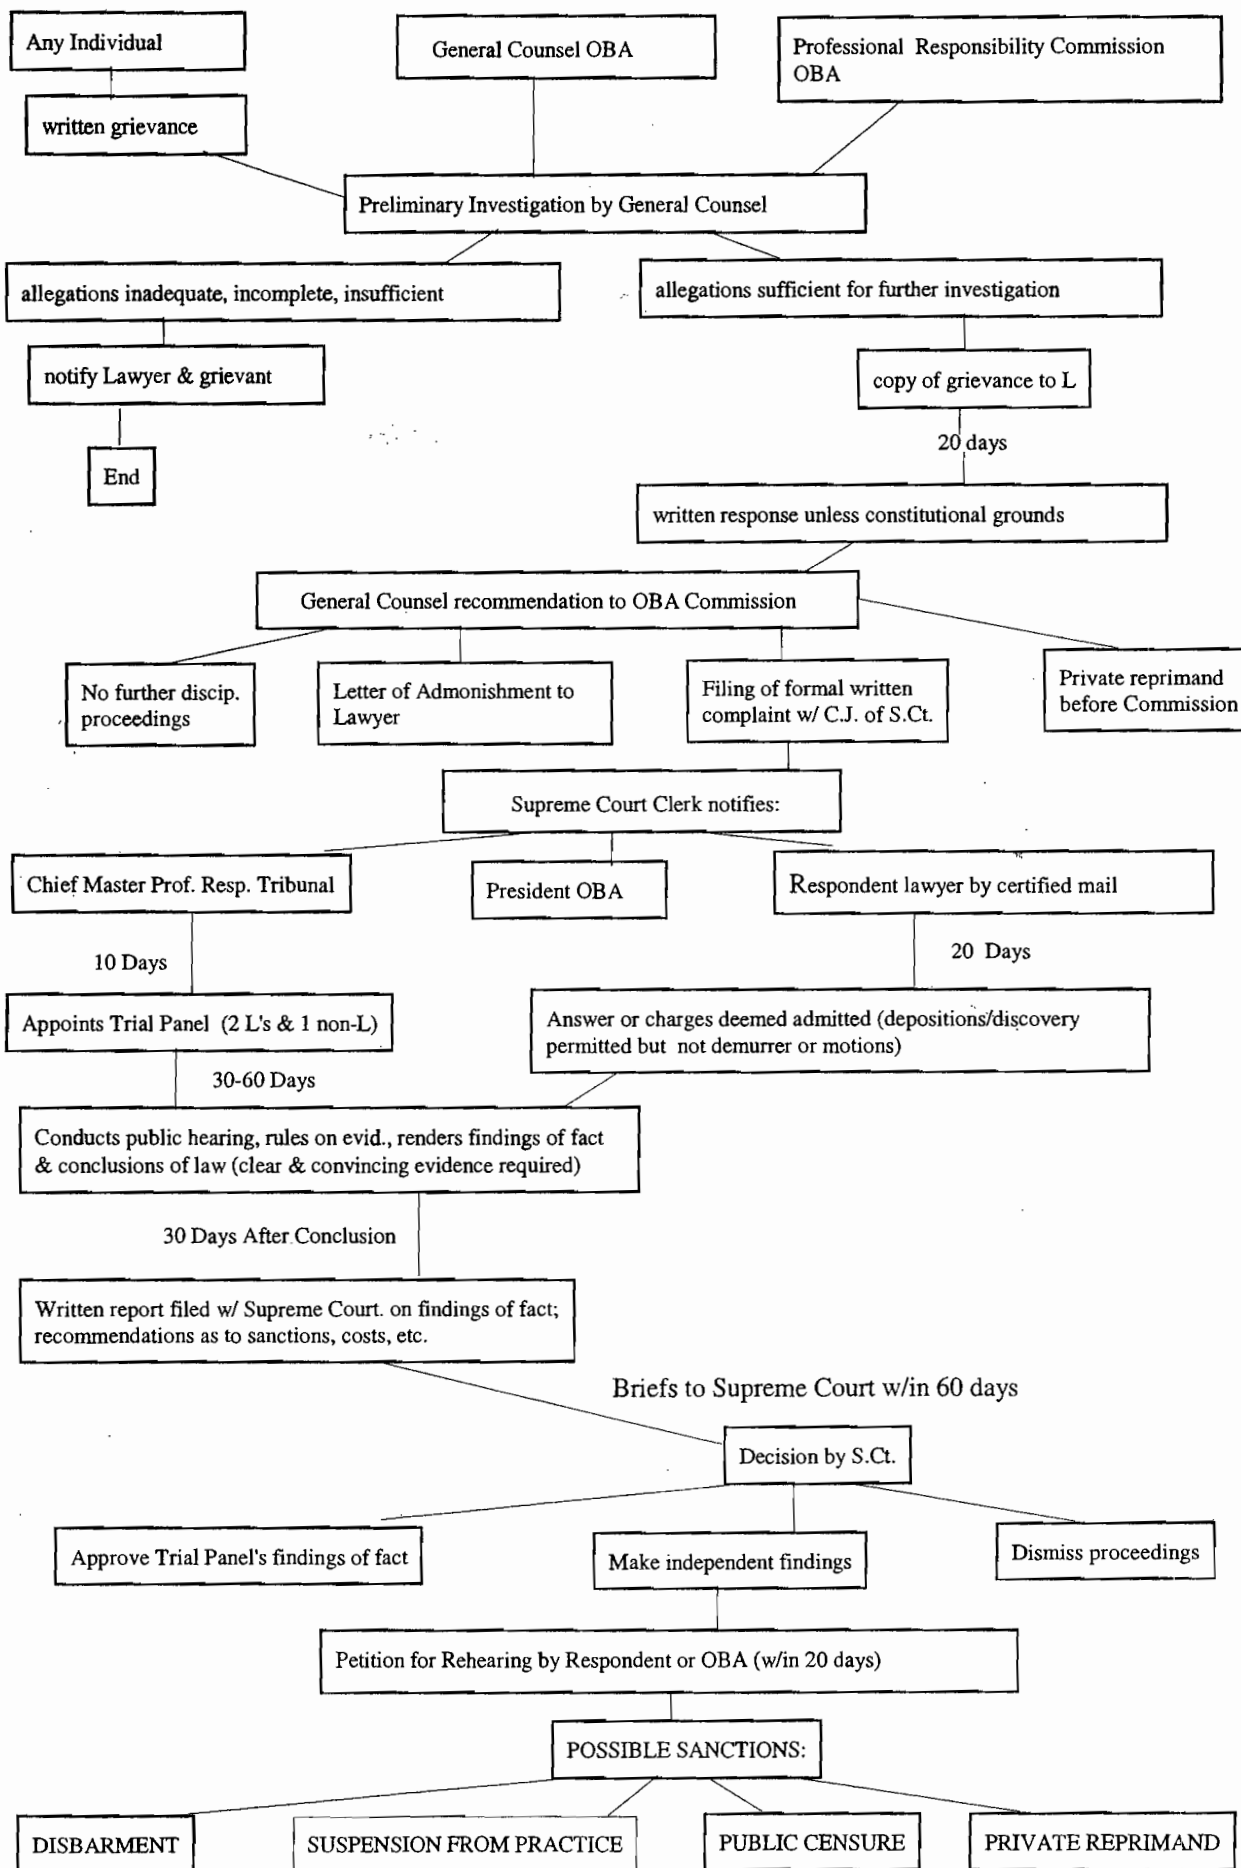 Any Individual
General Counsel OBA
Professional Responsibility Commission
OBA
written grievance
Preliminary Investigation by General Counsel
allegations inadequate, incomplete, insufficient
allegations sufficient for further investigation
notify Lawyer & grievant
copy of grievance to L
20 days
End
written response unless constitutional grounds
General Counsel recommendation to OBA Commission
No further discip.
proceedings
Letter of Admonishment to
Lawyer
Filing of formal written
complaint w/ C.J. of S.Ct.
Private reprimand
before Commission
Supreme Court Clerk notifies:
Chief Master Prof. Resp. Tribunal
President OBA
Respondent lawyer by certified mail
10 Days
20 Days
Appoints Trial Panel (2 L's & 1 non-L)
Answer or charges deemed admitted (depositions/discovery
permitted but not demurrer or motions)
30-60 Days
Conducts public hearing, rules on evid., renders findings of fact
& conclusions of law (clear & convincing evidence required)
30 Days After Conclusion
Written report filed w/ Supreme Court. on findings of fact;
recommendations as to sanctions, costs, etc.
Briefs to Supreme Court w/in 60 days
Decision by S.Ct.
Approve Trial Panel's findings of fact
Make independent findings
Dismiss proceedings
Petition for Rehearing by Respondent or OBA (w/in 20 days)
POSSIBLE SANCTIONS:
DISBARMENT
SUSPENSION FROM PRACTICE
PUBLIC CENSURE
PRIVATE REPRIMAND